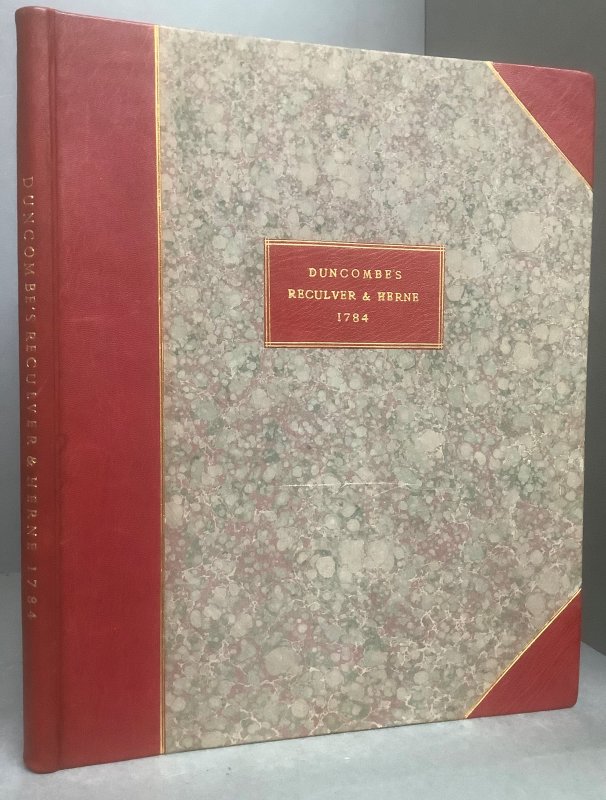 DUNCOMBE'S RECULVER & HERNE 1784
DUNCOMBE'S
RECULVER & HERNE
1784